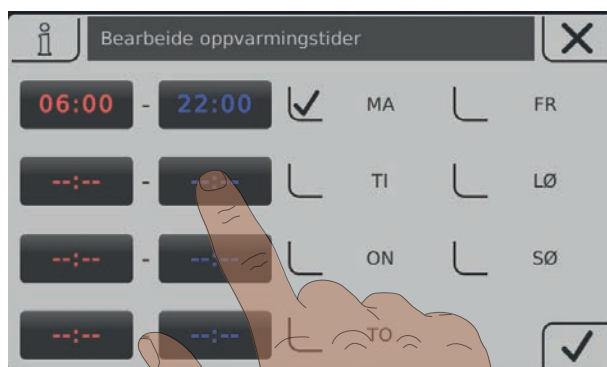 i Bearbeide oppvarmingstider
06:00 - 22:00 MA FR
--:-- - --:-- TI LØ
--:-- - --:-- ON SØ
--:-- --:-- TO